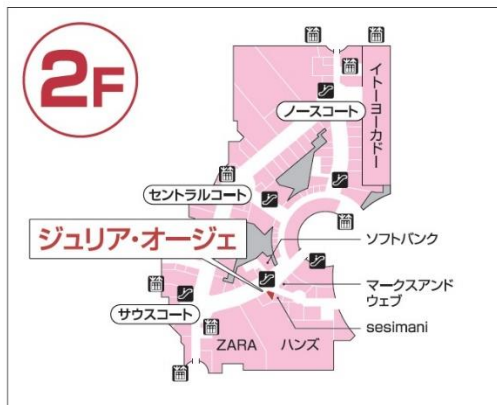 2F
イトーヨーカドー
ノースコート
セントラルコート
ジュリア・オージェ
ソフトバンク
マークスアンド
ウェブ
サウスコート
sesimani
ZARA
ハンズ